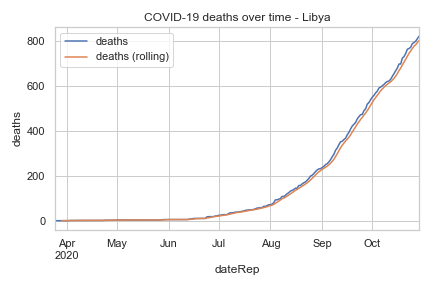 COVID-19 deaths over time - Libya
deaths
deaths (rolling)
deaths
800
600
400
200
0
Apr May Jun Jul Aug Sep Oct
2020
dateRep